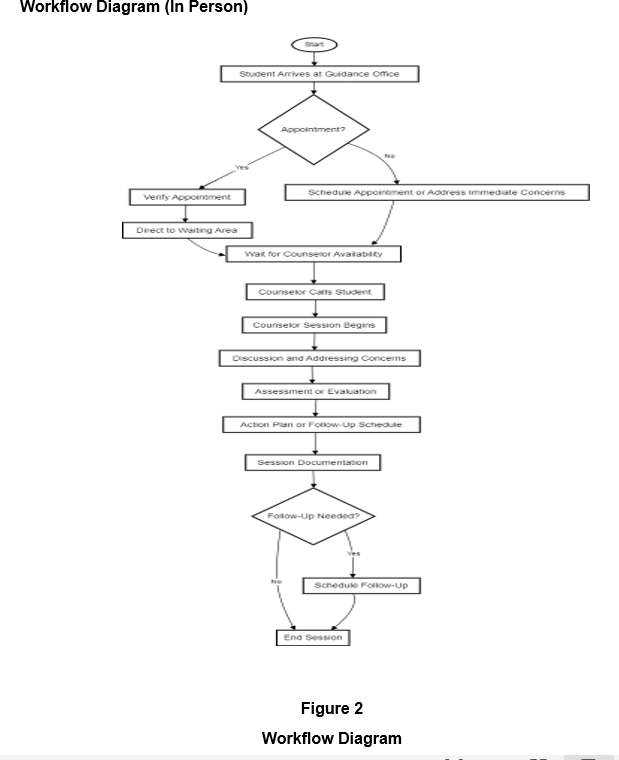 Workflow Diagram (In Person)
Start
Student Arrives at Guidance Office
Appointment?
Yes
No
Verify Appointment
Schedule Appointment or Address Immediate Concerns
Direct to Waiting Area
Wait for Counselor Availability
Counselor Calls Student
Counselor Session Begins
Discussion and Addressing Concerns
Assessment or Evaluation
Action Plan or Follow-Up Schedule
Session Documentation
Follow-Up Needed?
Yes
No
Schedule Follow-Up
End Session
Figure 2
Workflow Diagram